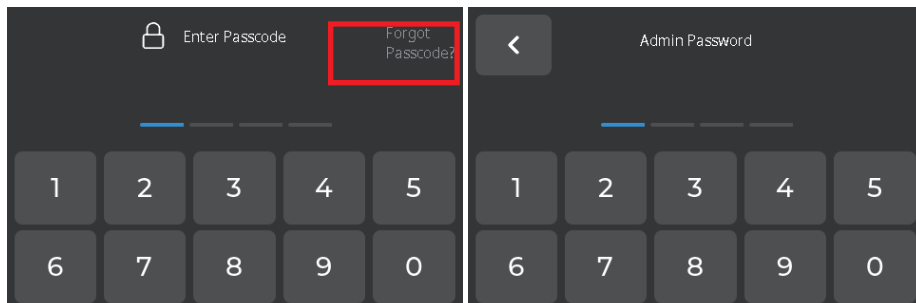 Enter Passcode
Forgot
Passcode?
1 2 3 4 5
6 7 8 9 0
Admin Password
1 2 3 4 5
6 7 8 9 0